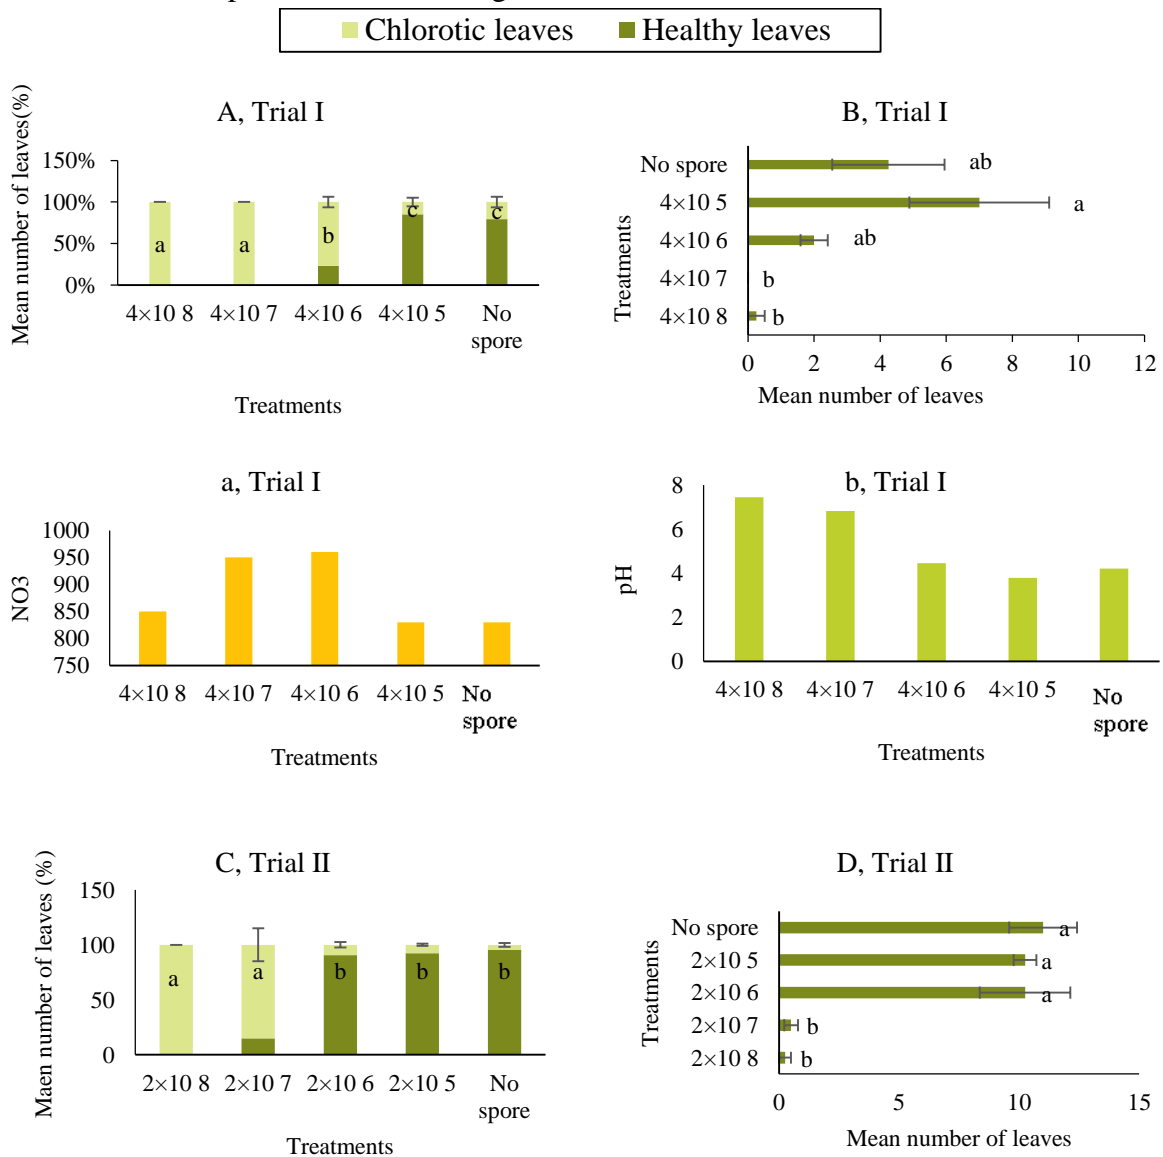 Chlorotic leaves Healthy leaves
A, Trial I
Mean number of leaves(%)
150%
100%
50%
0%
a a b c c
4×10 8 4×10 7 4×10 6 4×10 5 No
spore
Treatments
B, Trial I
Treatments
No spore ab
4×10 5 a
4×10 6 ab
4×10 7 b
4×10 8 b
0 2 4 6 8 10 12
Mean number of leaves
a, Trial I
NO3
1000
950
900
850
800
750
4×10 8 4×10 7 4×10 6 4×10 5 No
spore
Treatments
b, Trial I
pH
8
6
4
2
0
4×10 8 4×10 7 4×10 6 4×10 5 No
spore
Treatments
C, Trial II
Maen number of leaves (%)
150
100
50
0
a a b b b
2×10 8 2×10 7 2×10 6 2×10 5 No
spore
Treatments
D, Trial II
Treatments
No spore a
2×10 5 a
2×10 6 a
2×10 7 b
2×10 8 b
0 5 10 15
Mean number of leaves